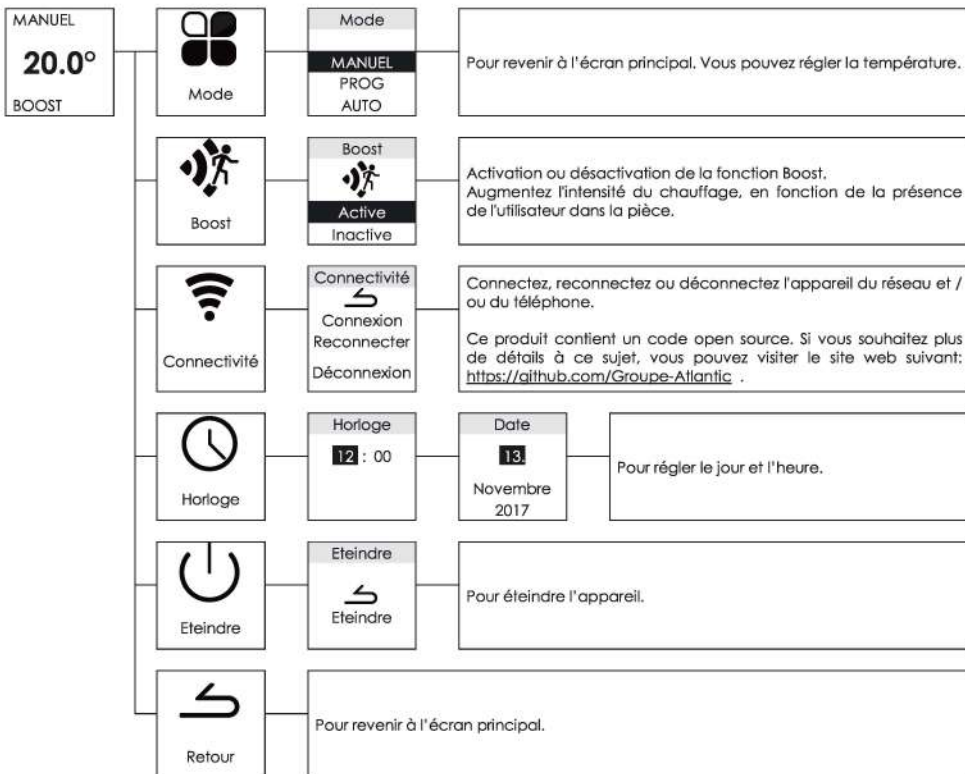 MANUEL
20.0°
BOOST
Mode
Mode
MANUEL
PROG
AUTO
Pour revenir à l'écran principal. Vous pouvez régler la température.
Boost
Boost
Active
Inactive
Activation ou désactivation de la fonction Boost.
Augmentez l'intensité du chauffage, en fonction de la présence
de l'utilisateur dans la pièce.
Connectivité
Connectivité
Connexion
Reconnecter
Déconnexion
Connectez, reconnectez ou déconnectez l'appareil du réseau et /
ou du téléphone.
Ce produit contient un code open source. Si vous souhaitez plus
de détails à ce sujet, vous pouvez visiter le site web suivant:
https://github.com/Groupe-Atlantic .
Horloge
Horloge
12 : 00
Date
13.
Novembre
2017
Pour régler le jour et l'heure.
Eteindre
Eteindre
Eteindre
Pour éteindre l'appareil.
Retour
Pour revenir à l'écran principal.